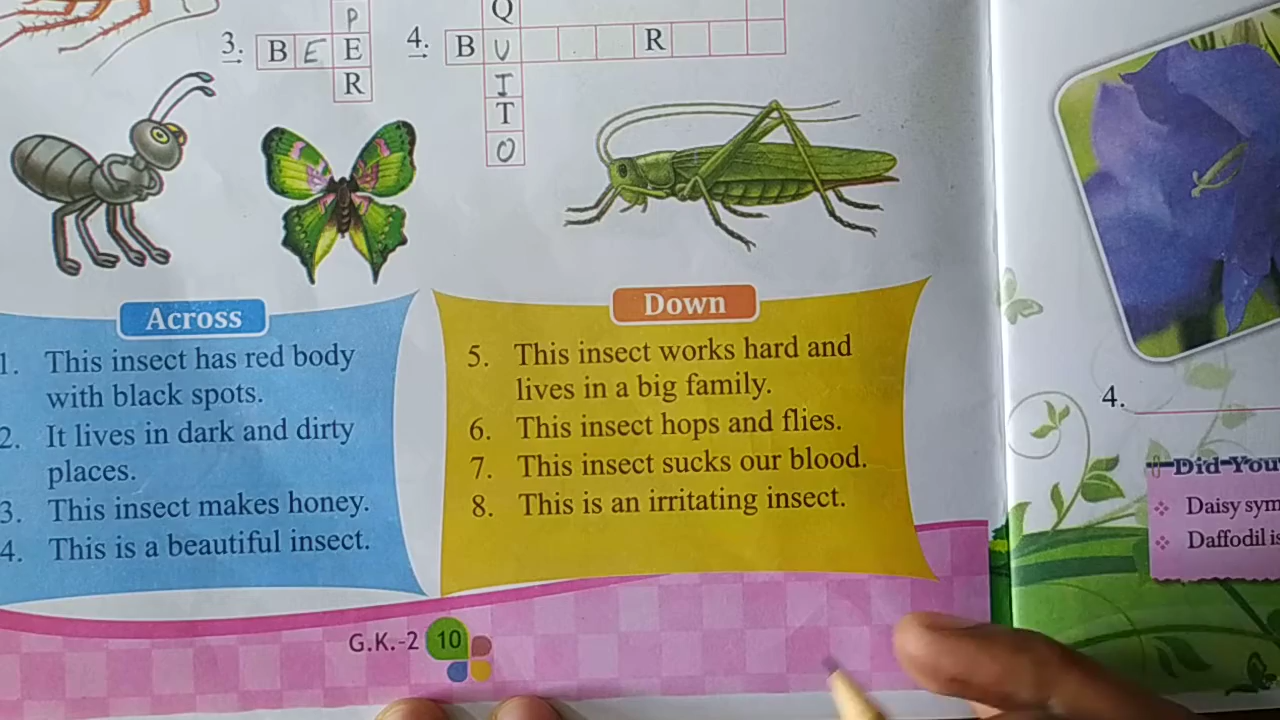 P
Q
3. B E E
4. B U R
R
I
T
O
Across
1. This insect has red body
with black spots.
2. It lives in dark and dirty
places.
3. This insect makes honey.
4. This is a beautiful insect.
Down
5. This insect works hard and
lives in a big family.
6. This insect hops and flies.
7. This insect sucks our blood.
8. This is an irritating insect.
G.K.-2 10
4.
Did You
Daisy sym
Daffodil is